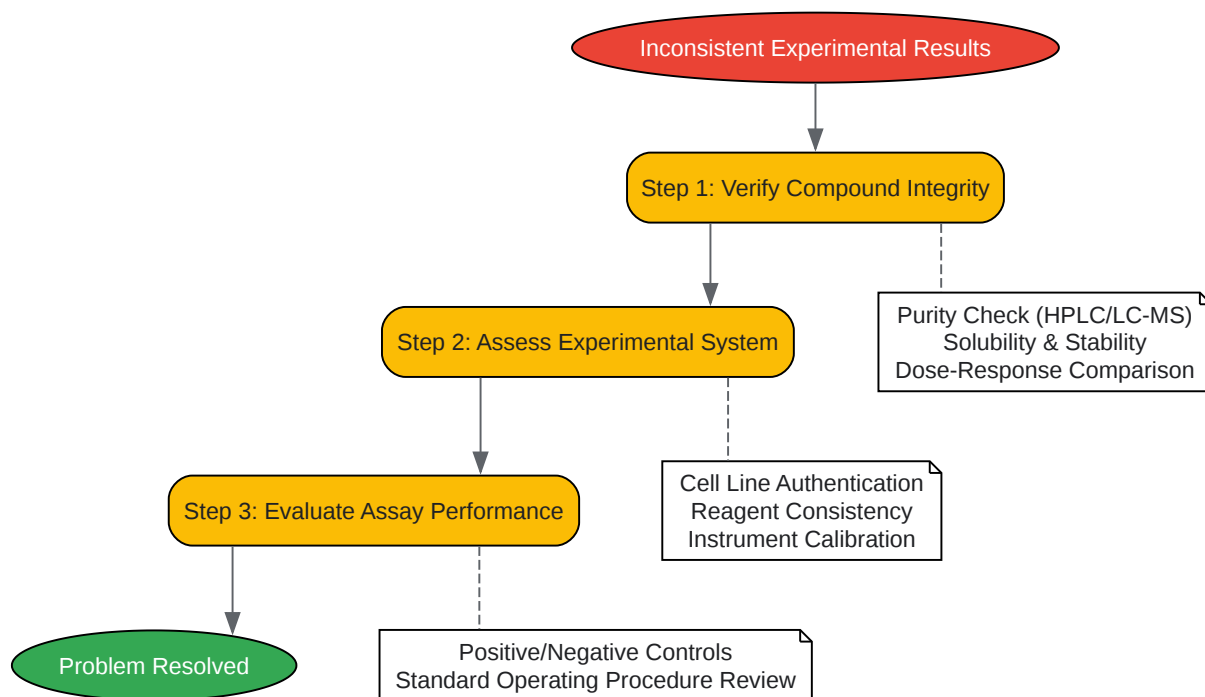 Inconsistent Experimental Results
Step 1: Verify Compound Integrity
Purity Check (HPLC/LC-MS)
Solubility & Stability
Dose-Response Comparison
Step 2: Assess Experimental System
Cell Line Authentication
Reagent Consistency
Instrument Calibration
Step 3: Evaluate Assay Performance
Positive/Negative Controls
Standard Operating Procedure Review
Problem Resolved